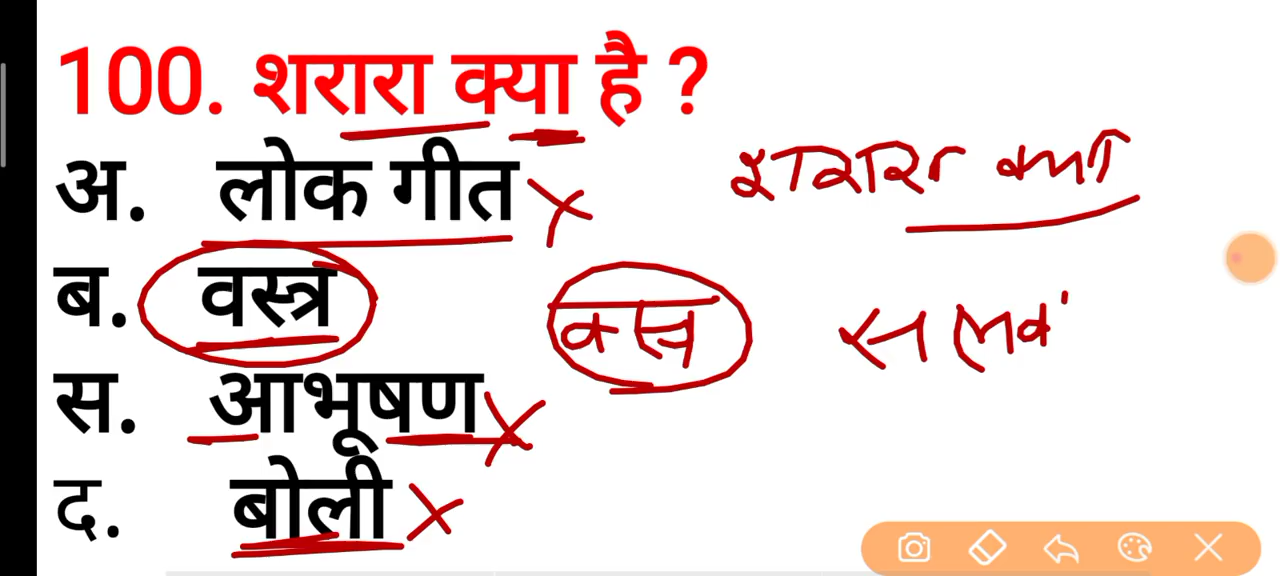 100. शरारा क्या है ?
अ. लोक गीत
ब. वस्त्र
स. आभूषण
द. बोली
शरारा क्या
वस्त्र